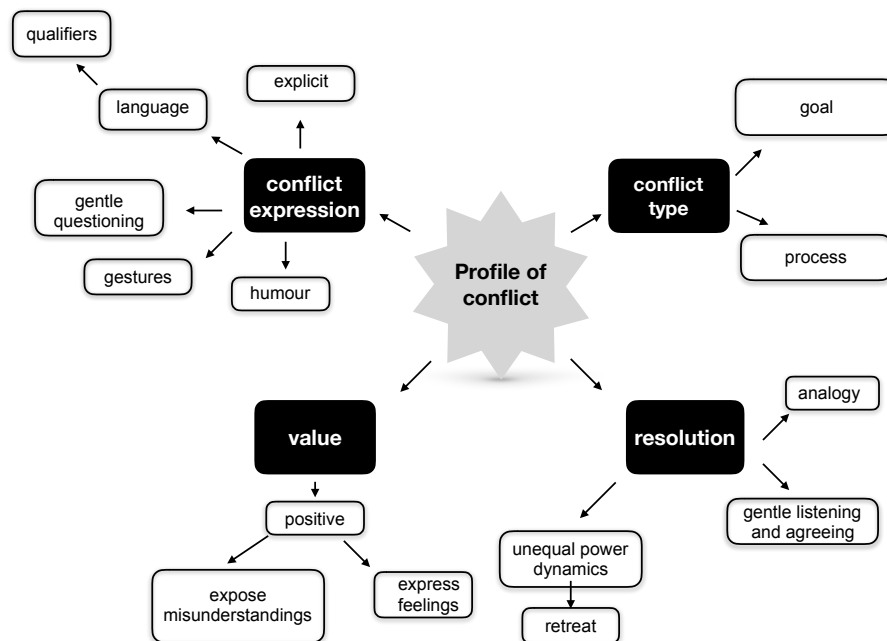 qualifiers
explicit
language
goal
conflict
expression
conflict
type
gentle
questioning
gestures
humour
process
Profile of
conflict
value
resolution
analogy
positive
gentle listening
and agreeing
unequal power
dynamics
expose
misunderstandings
express
feelings
retreat